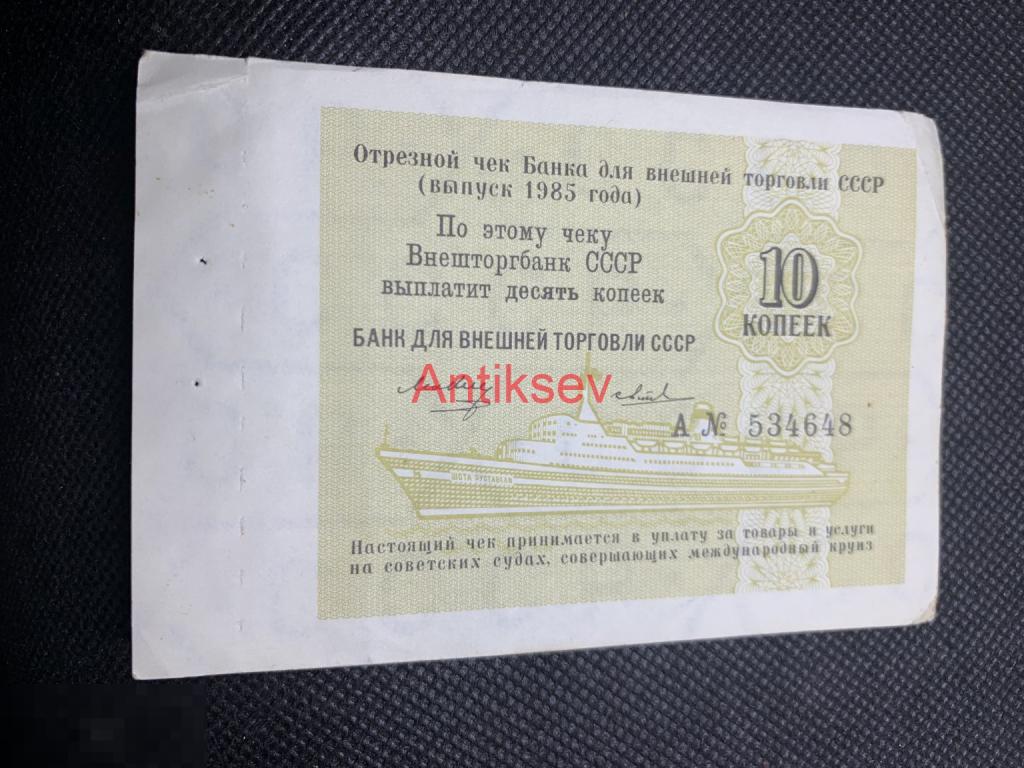 Отрезной чек Банка для внешней торговли СССР
(выпуск 1985 года)
По этому чеку
Внешторгбанк СССР
выплатит десять копеек
10
КОПЕЕК
БАНК ДЛЯ ВНЕШНЕЙ ТОРГОВЛИ СССР
Antiksev
А № 534648
ШОТА РУСТАВЕЛИ
Настоящий чек принимается в уплату за товары и услуги
на советских судах, совершающих международный круиз